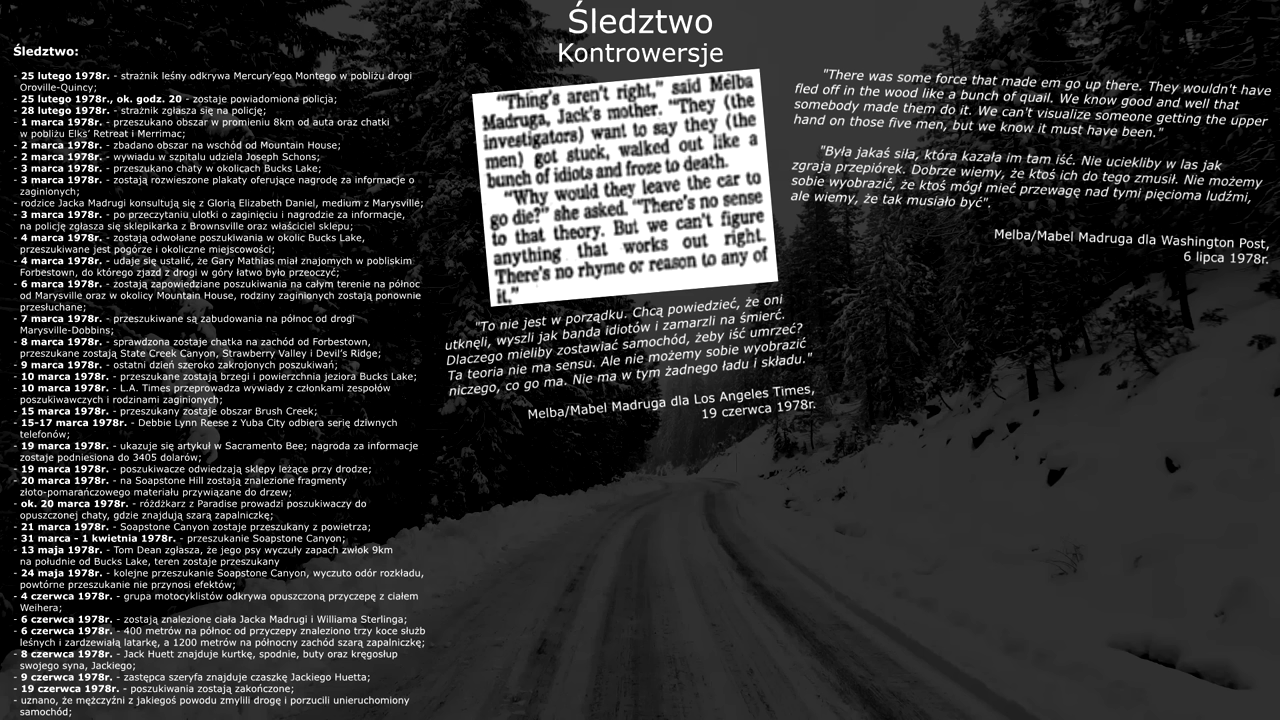 Śledztwo
Kontrowersje
Śledztwo:
- 25 lutego 1978r. - strażnik leśny odkrywa Mercury'ego Montego w pobliżu drogi
Oroville-Quincy;
- 25 lutego 1978r., ok. godz. 20 - zostaje powiadomiona policja;
- 28 lutego 1978r. - strażnik zgłasza się na policję;
- 1 marca 1978r. - przeszukano obszar w promieniu 8km od auta oraz chatki
w pobliżu Elks' Retreat i Merrimac;
- 2 marca 1978r. - zbadano obszar na wschód od Mountain House;
- 2 marca 1978r. - wywiadu w szpitalu udziela Joseph Schons;
- 3 marca 1978r. - przeszukano chaty w okolicach Bucks Lake;
- 3 marca 1978r. - zostają rozwieszone plakaty oferujące nagrodę za informacje o
zaginionych;
- rodzice Jacka Madrugi konsultują się z Glorią Elizabeth Daniel, medium z Marysville;
- 3 marca 1978r. - po przeczytaniu ulotki o zaginięciu i nagrodzie za informacje,
na policję zgłasza się sklepikarka z Brownsville oraz właściciel sklepu;
- 4 marca 1978r. - zostają odwołane poszukiwania w okolic Bucks Lake,
przeszukiwane jest pogórze i okoliczne miejscowości;
- 4 marca 1978r. - udaje się ustalić, że Gary Mathias miał znajomych w pobliskim
Forbestown, do którego zjazd z drogi w góry łatwo było przeoczyć;
- 6 marca 1978r. - zostają zapowiedziane poszukiwania na całym terenie na północ
od Marysville oraz w okolicy Mountain House, rodziny zaginionych zostają ponownie
przesłuchane;
- 7 marca 1978r. - przeszukiwane są zabudowania na północ od drogi
Marysville-Dobbins;
- 8 marca 1978r. - sprawdzona zostaje chatka na zachód od Forbestown,
przeszukane zostają State Creek Canyon, Strawberry Valley i Devil's Ridge;
- 9 marca 1978r. - ostatni dzień szeroko zakrojonych poszukiwań;
- 10 marca 1978r. - przeszukane zostają brzegi i powierzchnia jeziora Bucks Lake;
- 10 marca 1978r. - L.A. Times przeprowadza wywiady z członkami zespołów
poszukiwawczych i rodzinami zaginionych;
- 15 marca 1978r. - przeszukany zostaje obszar Brush Creek;
- 15-17 marca 1978r. - Debbie Lynn Reese z Yuba City odbiera serię dziwnych
telefonów;
- 19 marca 1978r. - ukazuje się artykuł w Sacramento Bee; nagroda za informacje
zostaje podniesiona do 3405 dolarów;
- 19 marca 1978r. - poszukiwacze odwiedzają sklepy leżące przy drodze;
- 20 marca 1978r. - na Soapstone Hill zostają znalezione fragmenty
złoto-pomarańczowego materiału przywiązane do drzew;
- ok. 20 marca 1978r. - różdżkarz z Paradise prowadzi poszukiwaczy do
opuszczonej chaty, gdzie znajdują szarą zapalniczkę;
- 21 marca 1978r. - Soapstone Canyon zostaje przeszukany z powietrza;
- 31 marca - 1 kwietnia 1978r. - przeszukanie Soapstone Canyon;
- 13 maja 1978r. - Tom Dean zgłasza, że jego psy wyczuły zapach zwłok 9km
na południe od Bucks Lake, teren zostaje przeszukany
- 24 maja 1978r. - kolejne przeszukanie Soapstone Canyon, wyczuto odór rozkładu,
powtórne przeszukanie nie przynosi efektów;
- 4 czerwca 1978r. - grupa motocyklistów odkrywa opuszczoną przyczepę z ciałem
Weihera;
- 6 czerwca 1978r. - zostają znalezione ciała Jacka Madrugi i Williama Sterlinga;
- 6 czerwca 1978r. - 400 metrów na północ od przyczepy znaleziono trzy koce służb
leśnych i zardzewiałą latarkę, a 1200 metrów na północny zachód szarą zapalniczkę;
- 8 czerwca 1978r. - Jack Huett znajduje kurtkę, spodnie, buty oraz kręgosłup
swojego syna, Jackiego;
- 9 czerwca 1978r. - zastępca szeryfa znajduje czaszkę Jackiego Huetta;
- 19 czerwca 1978r. - poszukiwania zostają zakończone;
- uznano, że mężczyźni z jakiegoś powodu zmylili drogę i porzucili unieruchomiony
samochód;
"Thing's aren't right," said Melba
Madruga, Jack's mother. "They (the
investigators) want to say they (the
men) got stuck, walked out like a
bunch of idiots and froze to death.
"Why would they leave the car to
go die?" she asked. "There's no sense
to that theory. But we can't figure
anything that works out right.
There's no rhyme or reason to any of
it."
"To nie jest w porządku. Chcą powiedzieć, że oni
utknęli, wyszli jak banda idiotów i zamarzli na śmierć.
Dlaczego mieliby zostawiać samochód, żeby iść umrzeć?
Ta teoria nie ma sensu. Ale nie możemy sobie wyobrazić
niczego, co go ma. Nie ma w tym żadnego ładu i składu."
Melba/Mabel Madruga dla Los Angeles Times,
19 czerwca 1978r.
"There was some force that made em go up there. They wouldn't have
fled off in the wood like a bunch of quail. We know good and well that
somebody made them do it. We can't visualize someone getting the upper
hand on those five men, but we know it must have been."
"Była jakaś siła, która kazała im tam iść. Nie uciekliby w las jak
zgraja przepiórek. Dobrze wiemy, że ktoś ich do tego zmusił. Nie możemy
sobie wyobrazić, że ktoś mógł mieć przewagę nad tymi pięcioma ludźmi,
ale wiemy, że tak musiało być".
Melba/Mabel Madruga dla Washington Post,
6 lipca 1978r.